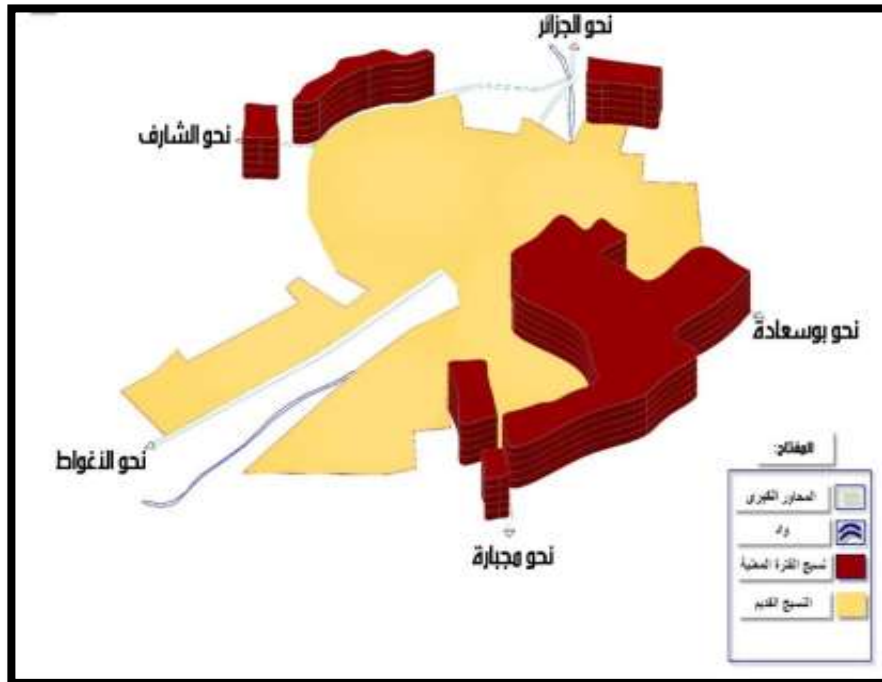 نحو الجزائر
نحو الشارف
نحو بوسعادة
نحو الأغواط
نحو مجبارة
المفتاح:
المحاور الكبرى
واد
نسيج الفترة المعنية
النسيج القديم